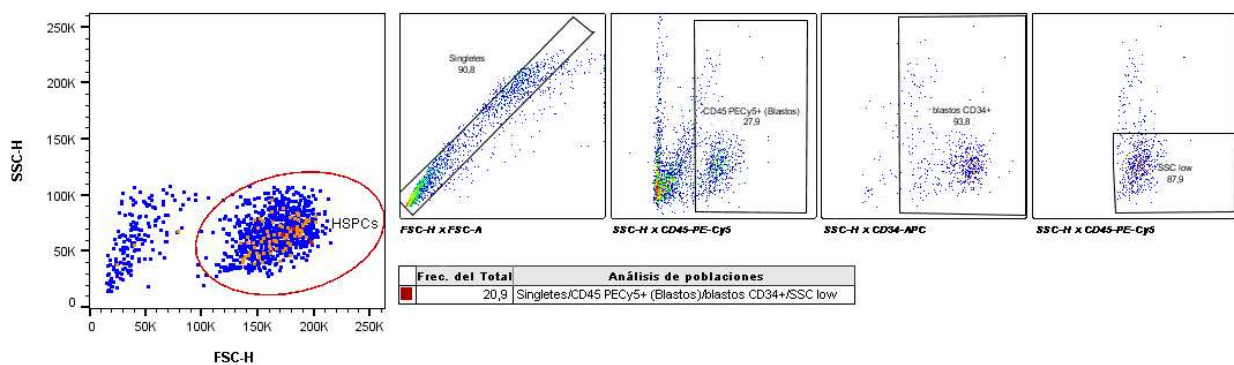 SSC-H
250K
200K
150K
100K
50K
0
HSPCs
0 50K 100K 150K 200K 250K
FSC-H
Singletes
90,8
FSC-H x FSC-A
CD45 PECy5+ (Blastos)
27,9
SSC-H x CD45-PE-Cy5
blastos CD34+
93,8
SSC-H x CD34-APC
SSC low
87,9
SSC-H x CD45-PE-Cy5
Frec. del Total Análisis de poblaciones
20,9 Singletes/CD45 PECy5+ (Blastos)/blastos CD34+/SSC low